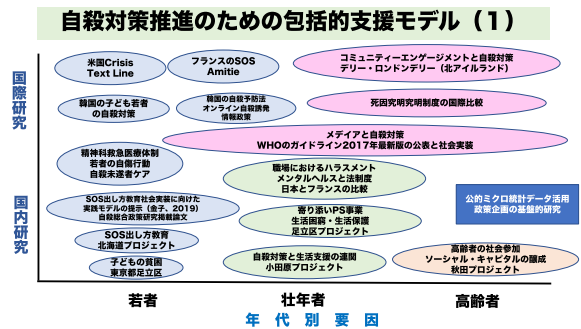 自殺対策推進のための包括的支援モデル（１）
国際研究
国内研究
米国Crisis
Text Line
フランスのSOS
Amitie
コミュニティーエンゲージメントと自殺対策
デリー・ロンドンデリー（北アイルランド）
韓国の子ども若者
の自殺対策
韓国の自殺予防法
オンライン自殺誘発
情報政策
死因究明究明制度の国際比較
メデイアと自殺対策
WHOのガイドライン2017年最新版の公表と社会実装
精神科救急医療体制
若者の自傷行動
自殺未遂者ケア
職場におけるハラスメント
メンタルヘルスと法制度
日本とフランスの比較
SOS出し方教育社会実装に向けた
実践モデルの提示（金子、2019）
自殺総合政策研究掲載論文
寄り添いPS事業
生活困窮・生活保護
足立区プロジェクト
公的ミクロ統計データ活用
政策企画の基盤的研究
SOS出し方教育
北海道プロジェクト
子どもの貧困
東京都足立区
自殺対策と生活支援の連関
小田原プロジェクト
高齢者の社会参加
ソーシャル・キャピタルの醸成
秋田プロジェクト
若者
壮年者
高齢者
年代別要因